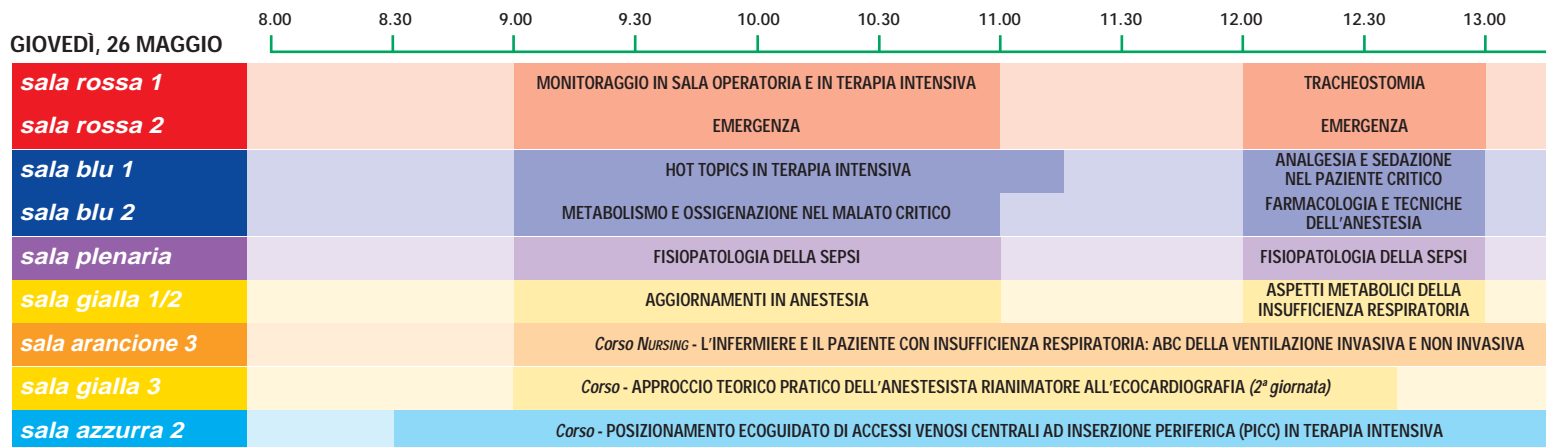 8.00 8.30 9.00 9.30 10.00 10.30 11.00 11.30 12.00 12.30 13.00
GIOVEDÌ, 26 MAGGIO
sala rossa 1 MONITORAGGIO IN SALA OPERATORIA E IN TERAPIA INTENSIVA TRACHEOSTOMIA
sala rossa 2 EMERGENZA EMERGENZA
sala blu 1 HOT TOPICS IN TERAPIA INTENSIVA ANALGESIA E SEDAZIONE
NEL PAZIENTE CRITICO
sala blu 2 METABOLISMO E OSSIGENAZIONE NEL MALATO CRITICO FARMACOLOGIA E TECNICHE
DELL'ANESTESIA
sala plenaria FISIOPATOLOGIA DELLA SEPSI FISIOPATOLOGIA DELLA SEPSI
sala gialla 1/2 AGGIORNAMENTI IN ANESTESIA ASPETTI METABOLICI DELLA
INSUFFICIENZA RESPIRATORIA
sala arancione 3 Corso NURSING - L'INFERMIERE E IL PAZIENTE CON INSUFFICIENZA RESPIRATORIA: ABC DELLA VENTILAZIONE INVASIVA E NON INVASIVA
sala gialla 3 Corso - APPROCCIO TEORICO PRATICO DELL'ANESTESISTA RIANIMATORE ALL'ECOCARDIOGRAFIA (2ª giornata)
sala azzurra 2 Corso - POSIZIONAMENTO ECOGUIDATO DI ACCESSI VENOSI CENTRALI AD INSERZIONE PERIFERICA (PICC) IN TERAPIA INTENSIVA